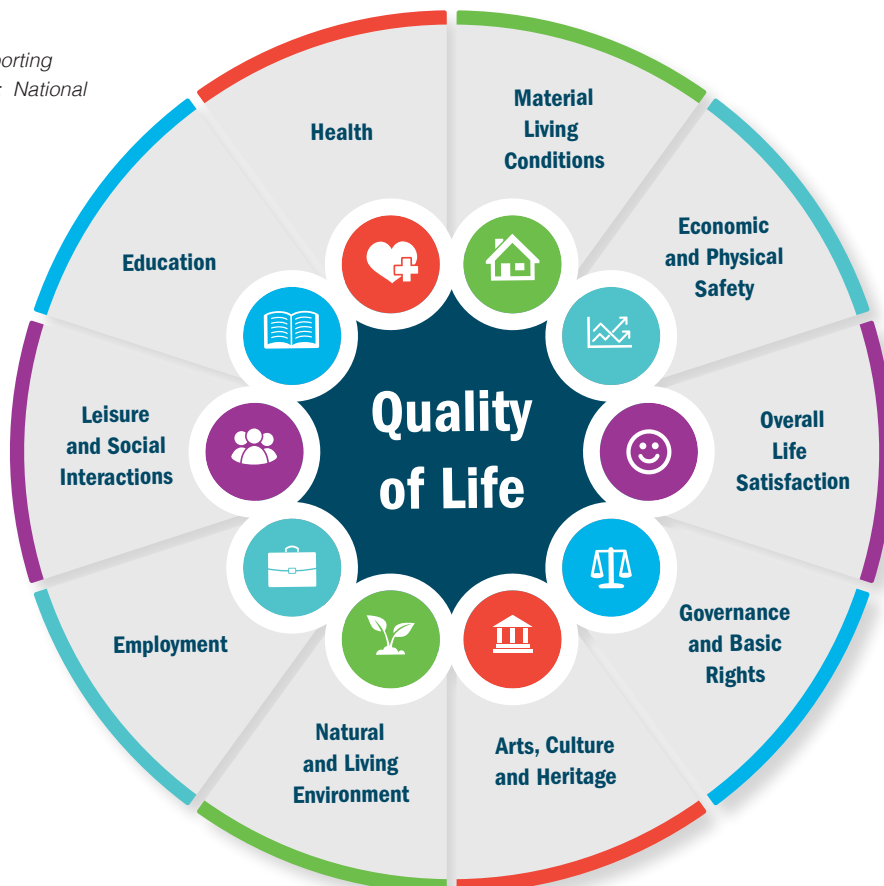 orting
: National
Health
Material
Living
Conditions
Economic
and Physical
Safety
Overall
Life
Satisfaction
Governance
and Basic
Rights
Arts, Culture
and Heritage
Natural
and Living
Environment
Employment
Leisure
and Social
Interactions
Education
Quality
of Life